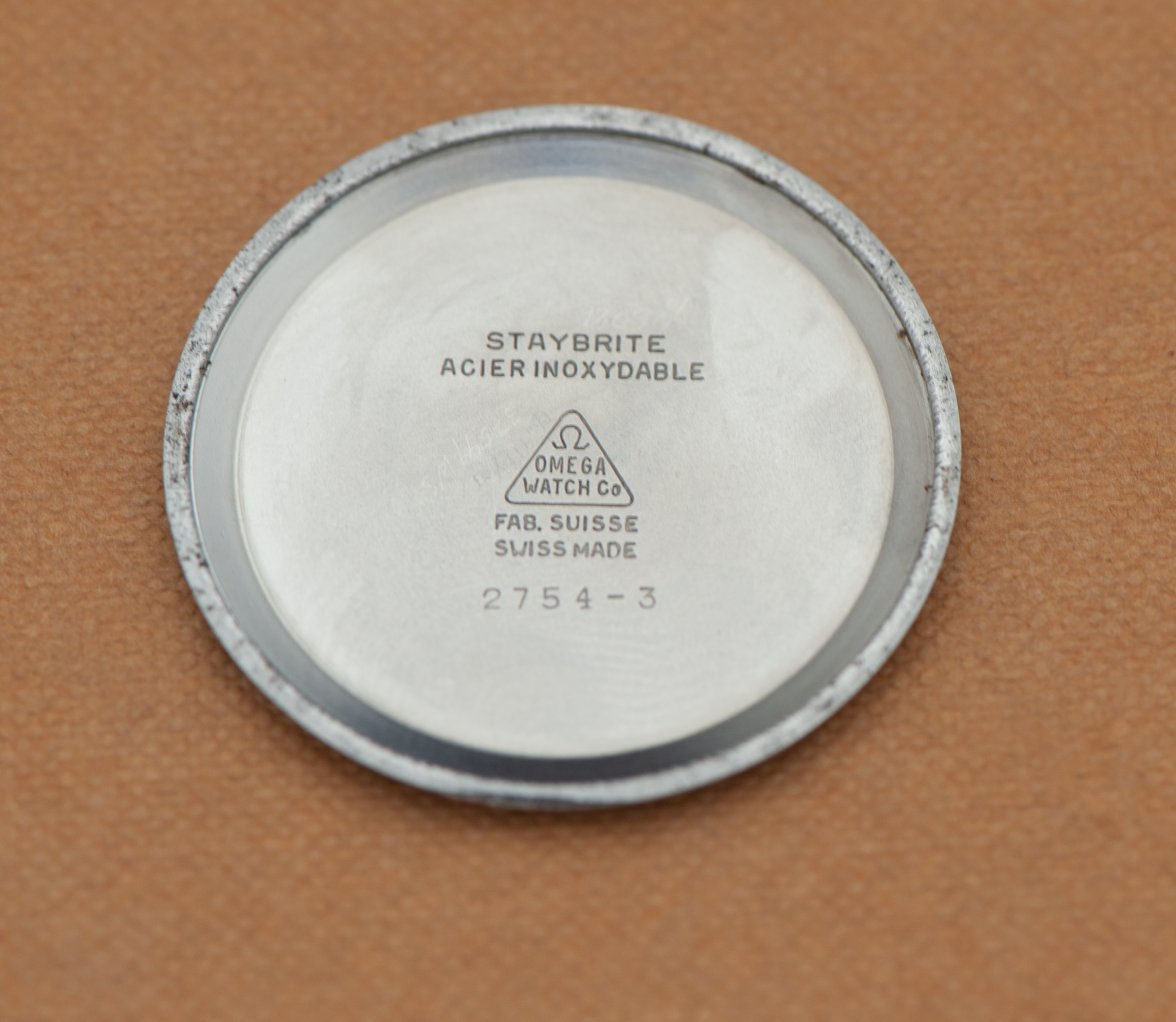 STAYBRITE
ACIER INOXYDABLE
Ω
OMEGA
WATCH Co
FAB. SUISSE
SWISS MADE
2754-3